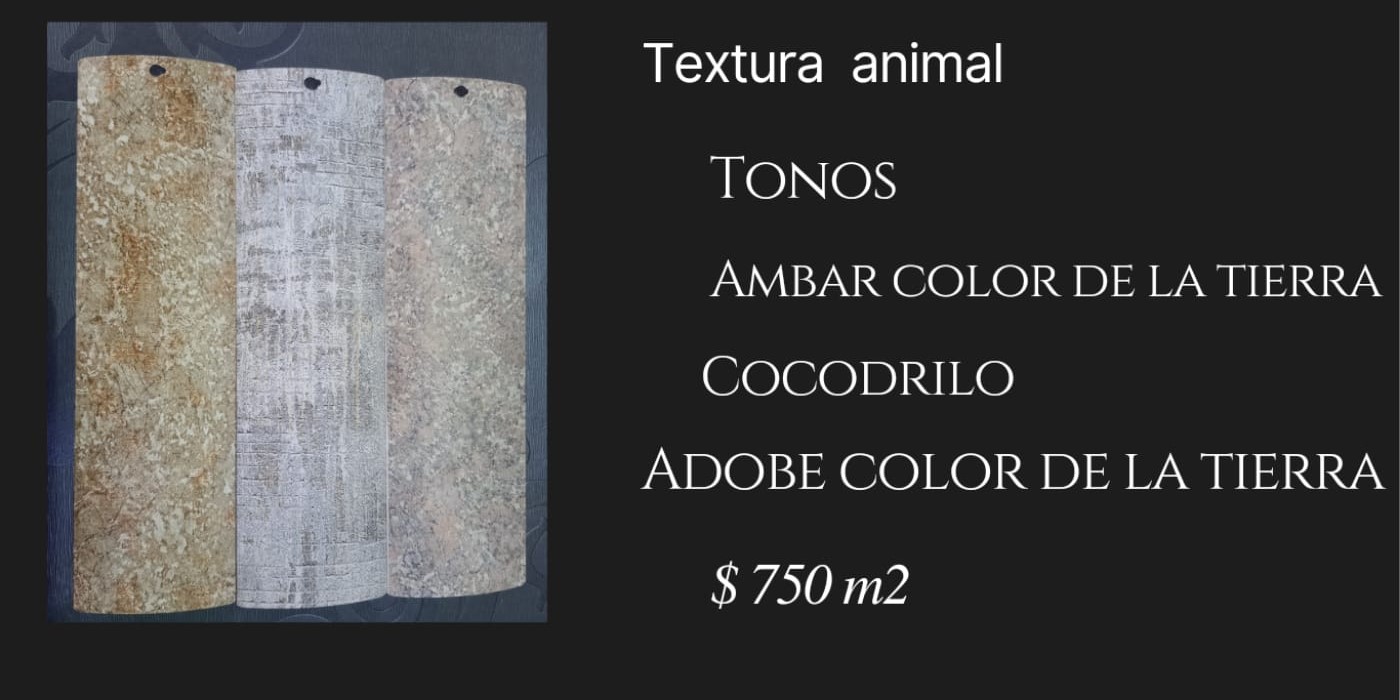 Textura animal
Tonos
Ambar color de la tierra
Cocodrilo
Adobe color de la tierra
$ 750 m2